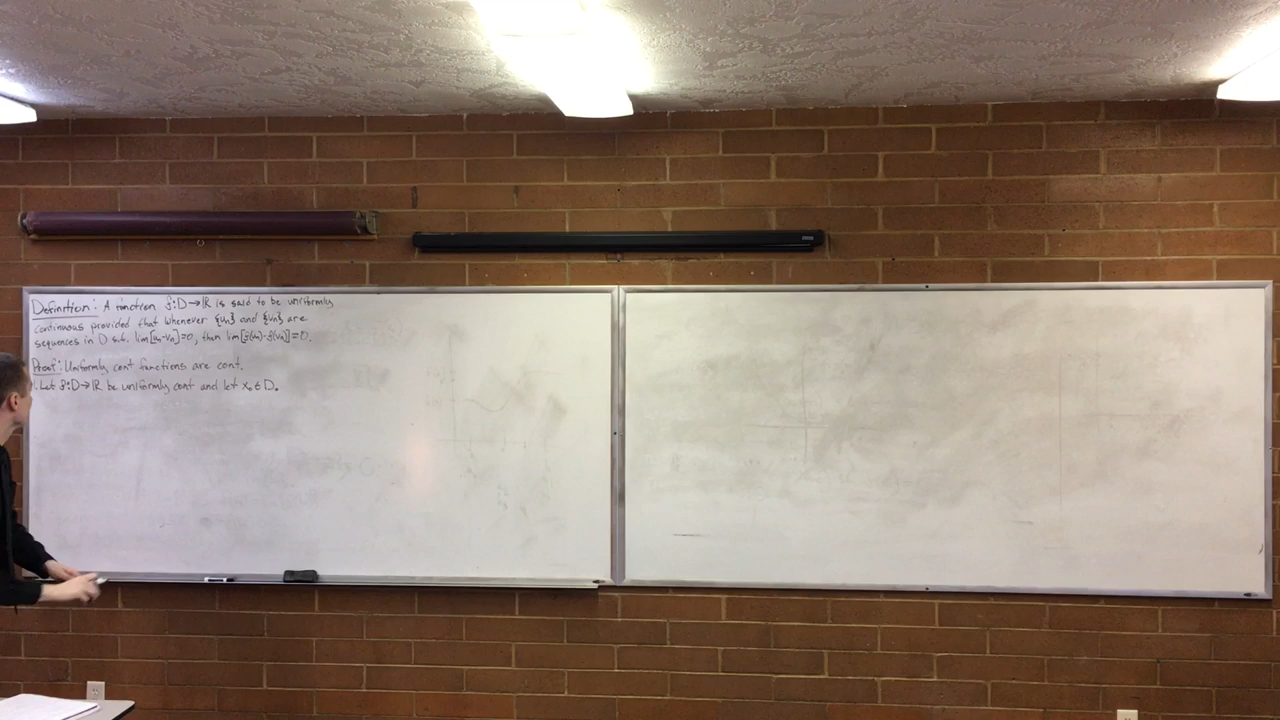 Definition: A function f:D→ℝ is said to be uniformly
continuous provided that whenever {un} and {vn} are
sequences in D s.t. lim[un-vn]=0, then lim[f(un)-f(vn)]=0.
Proof: Uniformly cont functions are cont.
1. Let f:D→ℝ be uniformly cont and let x₀ ∈ D.